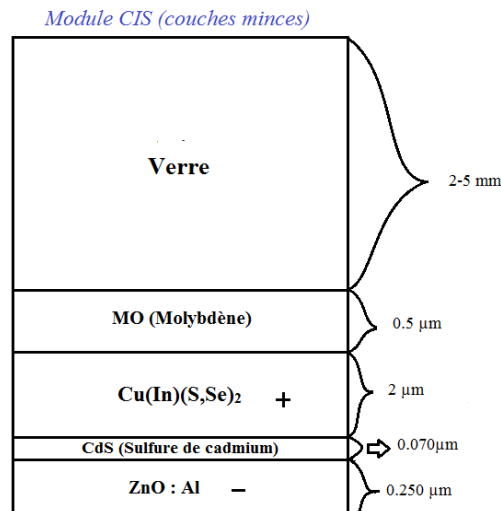 Module CIS (couches minces)
Verre
2-5 mm
MO (Molybdène)
0.5 µm
Cu(In)(S,Se)₂ +
2 µm
CdS (Sulfure de cadmium)
0.070µm
ZnO : Al −
0.250 µm